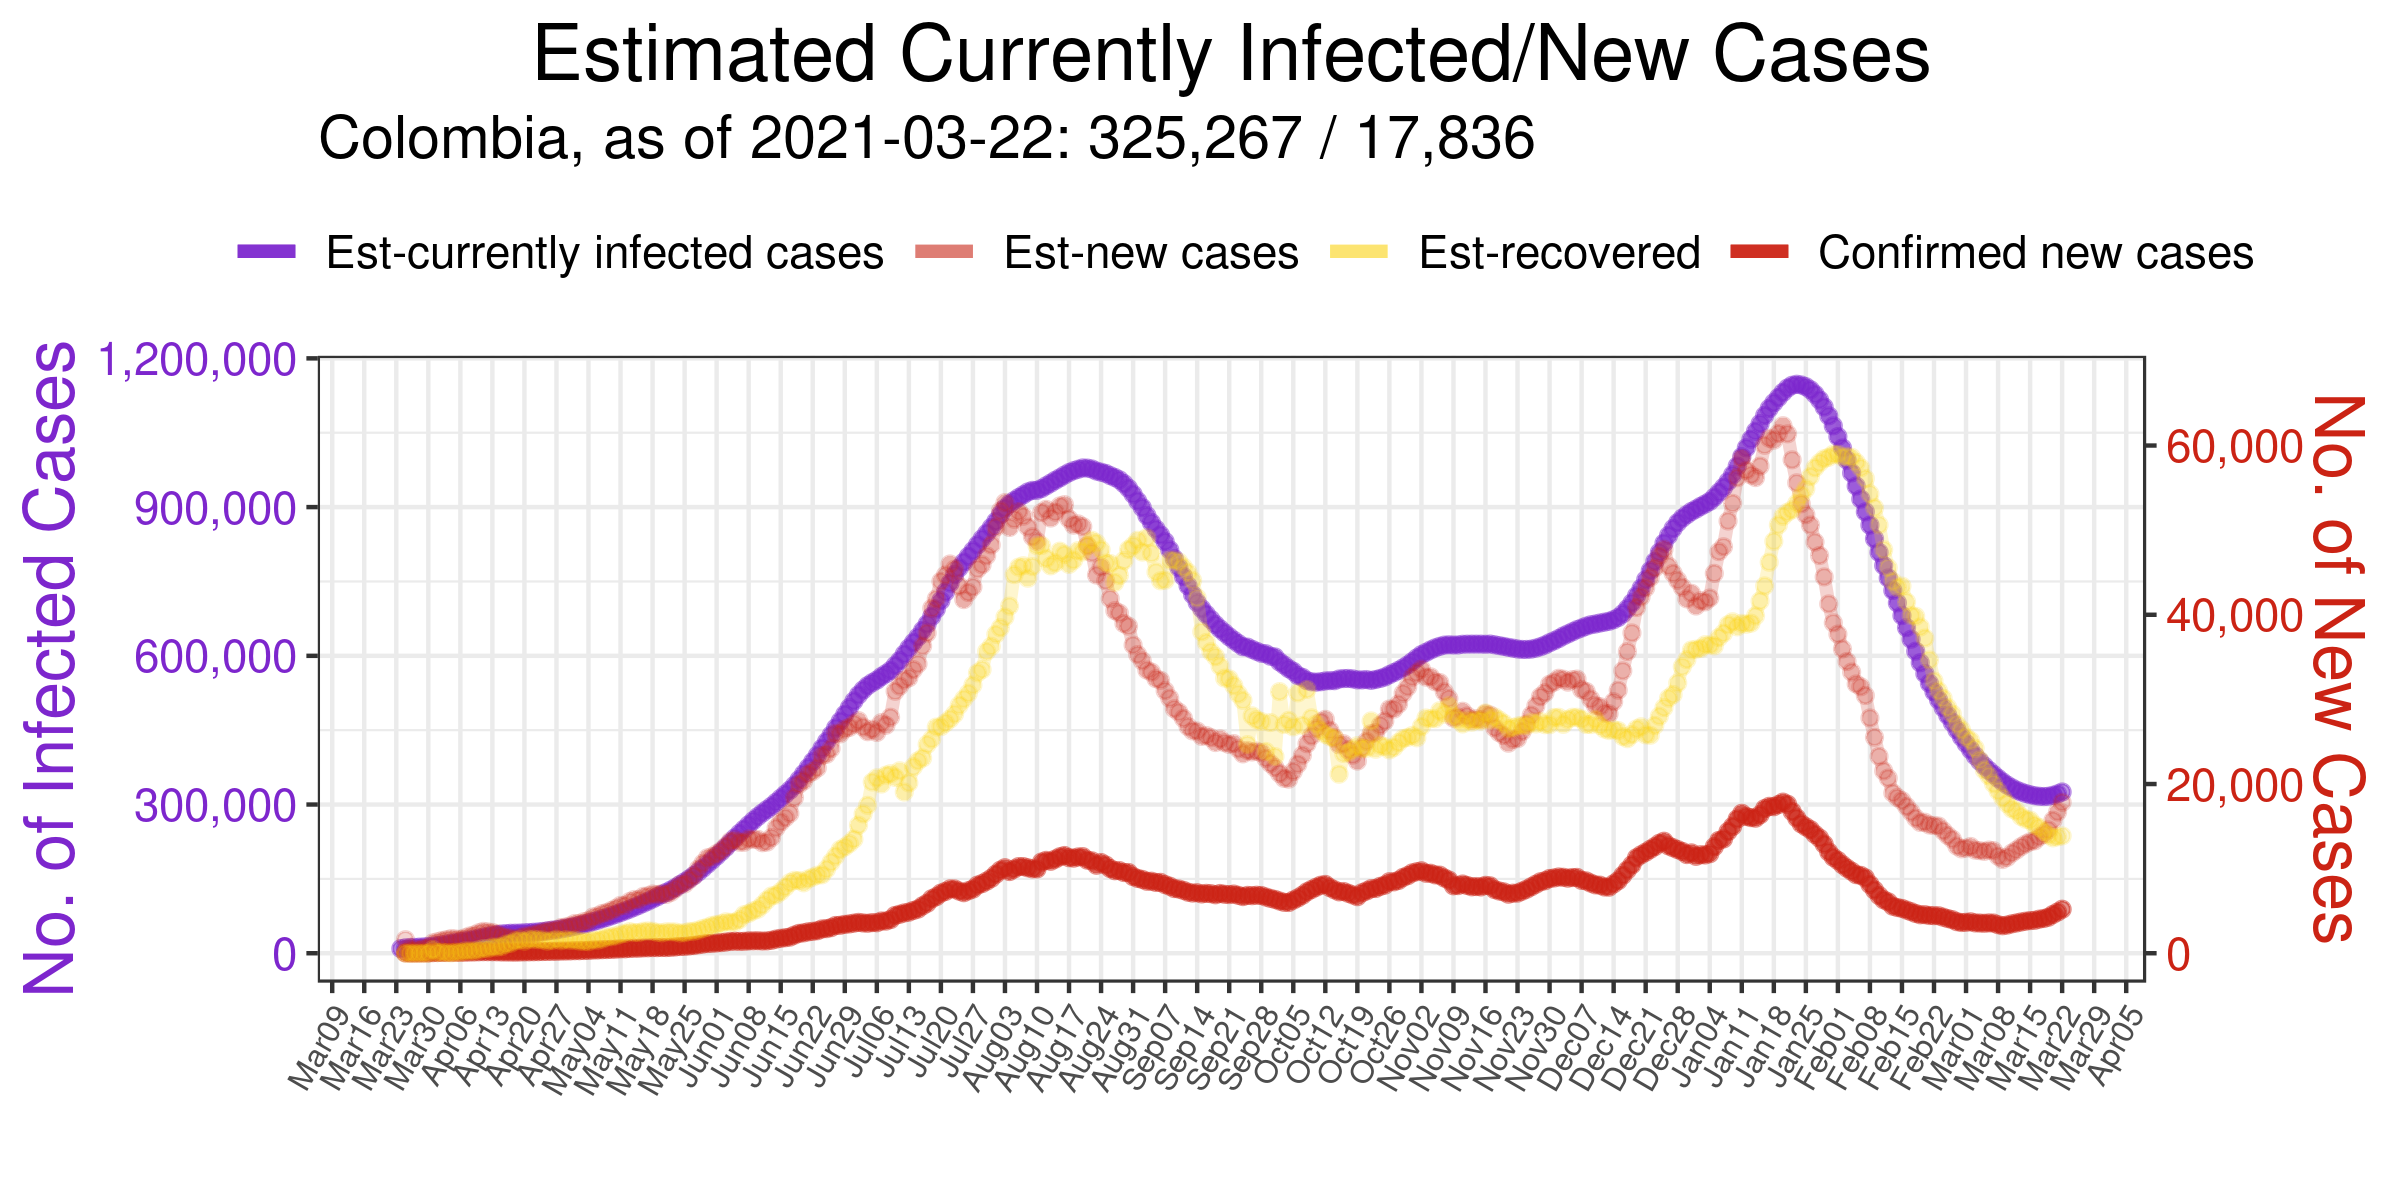 Estimated Currently Infected/New Cases
Colombia, as of 2021-03-22: 325,267 / 17,836
Est-currently infected cases Est-new cases Est-recovered Confirmed new cases
No. of Infected Cases
1,200,000
900,000
600,000
300,000
0
60,000
40,000
20,000
0
No. of New Cases
Mar09 Mar16 Mar23 Mar30 Apr06 Apr13 Apr20 Apr27 May04 May11 May18 May25 Jun01 Jun08 Jun15 Jun22 Jun29 Jul06 Jul13 Jul20 Jul27 Aug03 Aug10 Aug17 Aug24 Aug31 Sep07 Sep14 Sep21 Sep28 Oct05 Oct12 Oct19 Oct26 Nov02 Nov09 Nov16 Nov23 Nov30 Dec07 Dec14 Dec21 Dec28 Jan04 Jan11 Jan18 Jan25 Feb01 Feb08 Feb15 Feb22 Mar01 Mar08 Mar15 Mar22 Mar29 Apr05